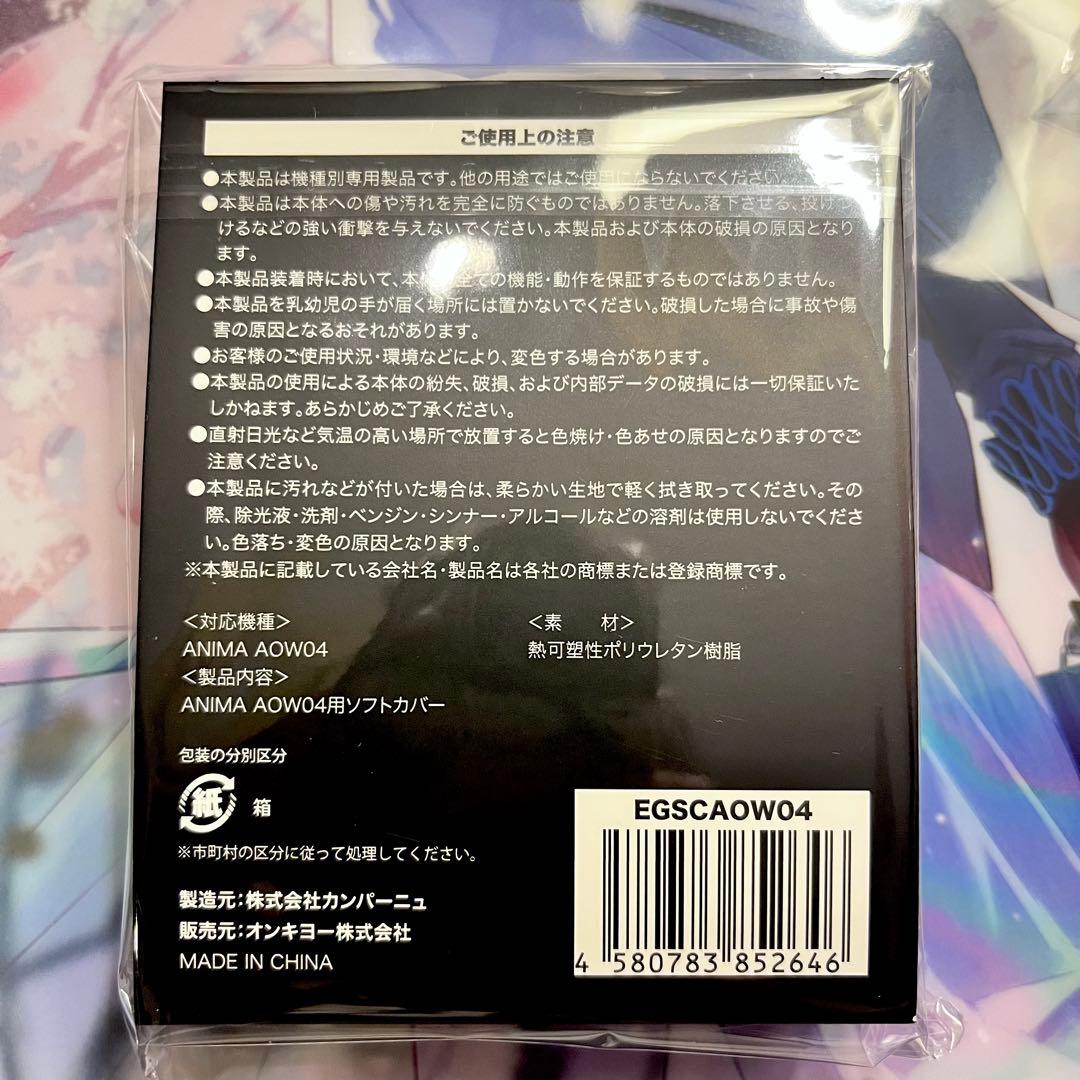 ご使用上の注意
●本製品は機種別専用製品です。他の用途ではご使用にならないでください。
●本製品は本体への傷や汚れを完全に防ぐものではありません。落下させる、投げつ
けるなどの強い衝撃を与えないでください。本製品および本体の破損の原因となり
ます。
●本製品装着時において、本体の全ての機能・動作を保証するものではありません。
●本製品を乳幼児の手が届く場所には置かないでください。破損した場合に事故や傷
害の原因となるおそれがあります。
●お客様のご使用状況・環境などにより、変色する場合があります。
●本製品の使用による本体の紛失、破損、および内部データの破損には一切保証いた
しかねます。あらかじめご了承ください。
●直射日光など気温の高い場所で放置すると色焼け・色あせの原因となりますのでご
注意ください。
●本製品に汚れなどが付いた場合は、柔らかい生地で軽く拭き取ってください。その
際、除光液・洗剤・ベンジン・シンナー・アルコールなどの溶剤は使用しないでくださ
い。色落ち・変色の原因となります。
※本製品に記載している会社名・製品名は各社の商標または登録商標です。
＜対応機種＞
ANIMA AOW04
＜製品内容＞
ANIMA AOW04用ソフトカバー
＜素　材＞
熱可塑性ポリウレタン樹脂
包装の分別区分
紙 箱
※市町村の区分に従って処理してください。
製造元：株式会社カンパーニュ
販売元：オンキヨー株式会社
MADE IN CHINA
EGSCAOW04
4 580783 852646